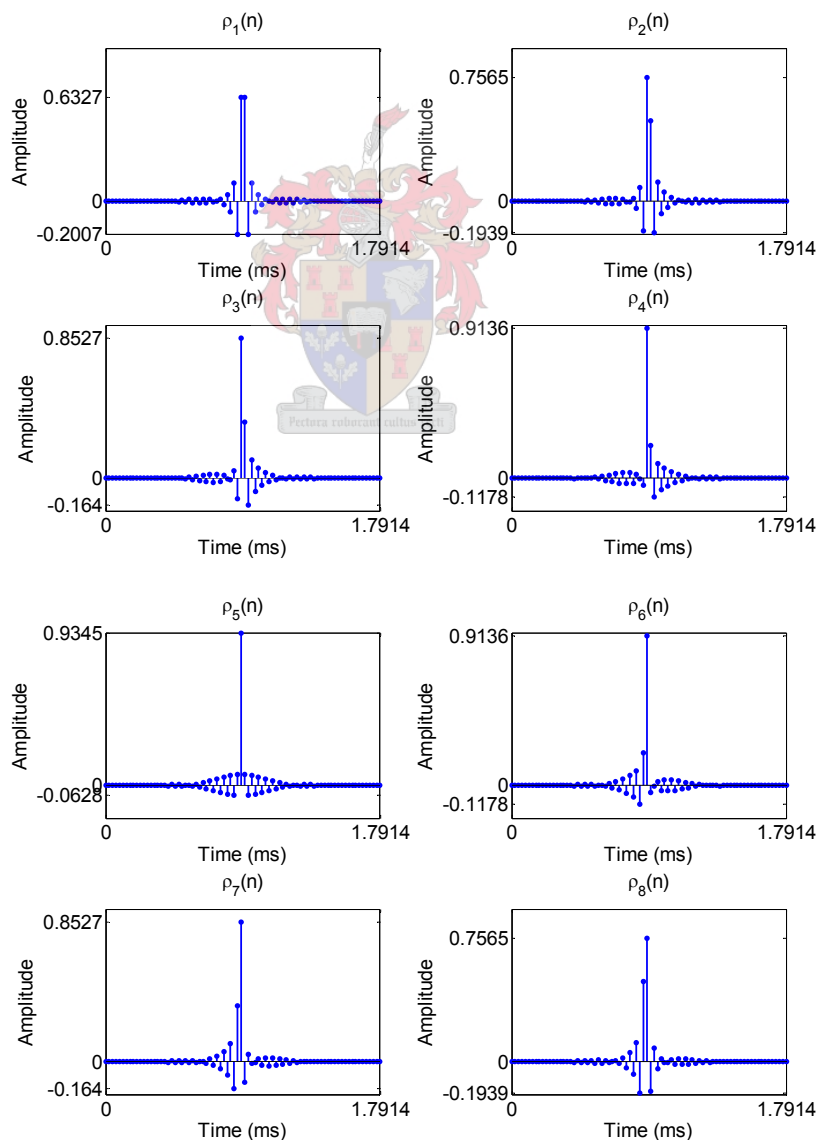 ρ1(n)
0.6327
0
-0.2007
0
1.7914
Time (ms)
Amplitude
ρ2(n)
0.7565
0
-0.1939
0
1.7914
Time (ms)
Amplitude
ρ3(n)
0.8527
0
-0.164
0
1.7914
Time (ms)
Amplitude
ρ4(n)
0.9136
0
-0.1178
0
1.7914
Time (ms)
Amplitude
Pectora roborant cultus recti
ρ5(n)
0.9345
0
-0.0628
0
1.7914
Time (ms)
Amplitude
ρ6(n)
0.9136
0
-0.1178
0
1.7914
Time (ms)
Amplitude
ρ7(n)
0.8527
0
-0.164
0
1.7914
Time (ms)
Amplitude
ρ8(n)
0.7565
0
-0.1939
0
1.7914
Time (ms)
Amplitude